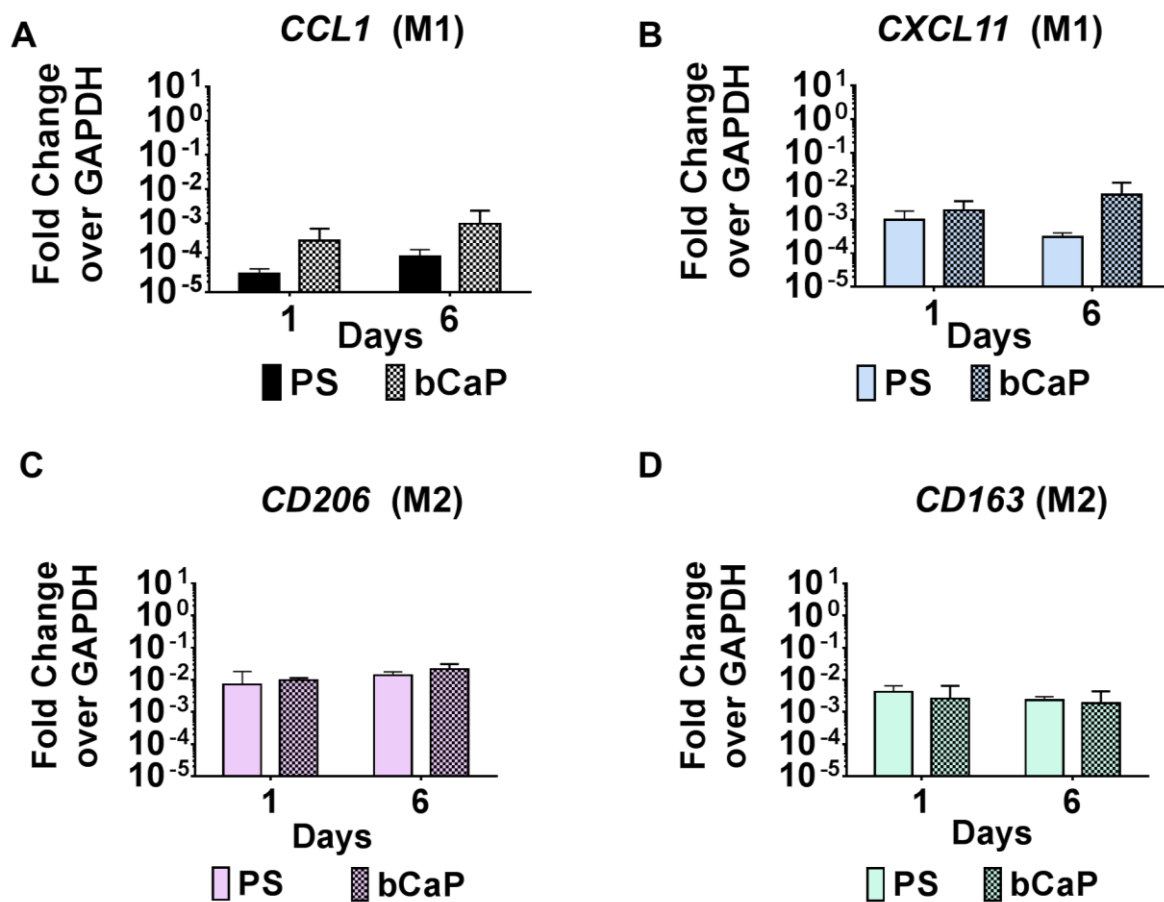 A
CCL1 (M1)
Fold Change
over GAPDH
10^1
10^0
10^-1
10^-2
10^-3
10^-4
10^-5
1 6
Days
PS bCaP
B
CXCL11 (M1)
Fold Change
over GAPDH
10^1
10^0
10^-1
10^-2
10^-3
10^-4
10^-5
1 6
Days
PS bCaP
C
CD206 (M2)
Fold Change
over GAPDH
10^1
10^0
10^-1
10^-2
10^-3
10^-4
10^-5
1 6
Days
PS bCaP
D
CD163 (M2)
Fold Change
over GAPDH
10^1
10^0
10^-1
10^-2
10^-3
10^-4
10^-5
1 6
Days
PS bCaP